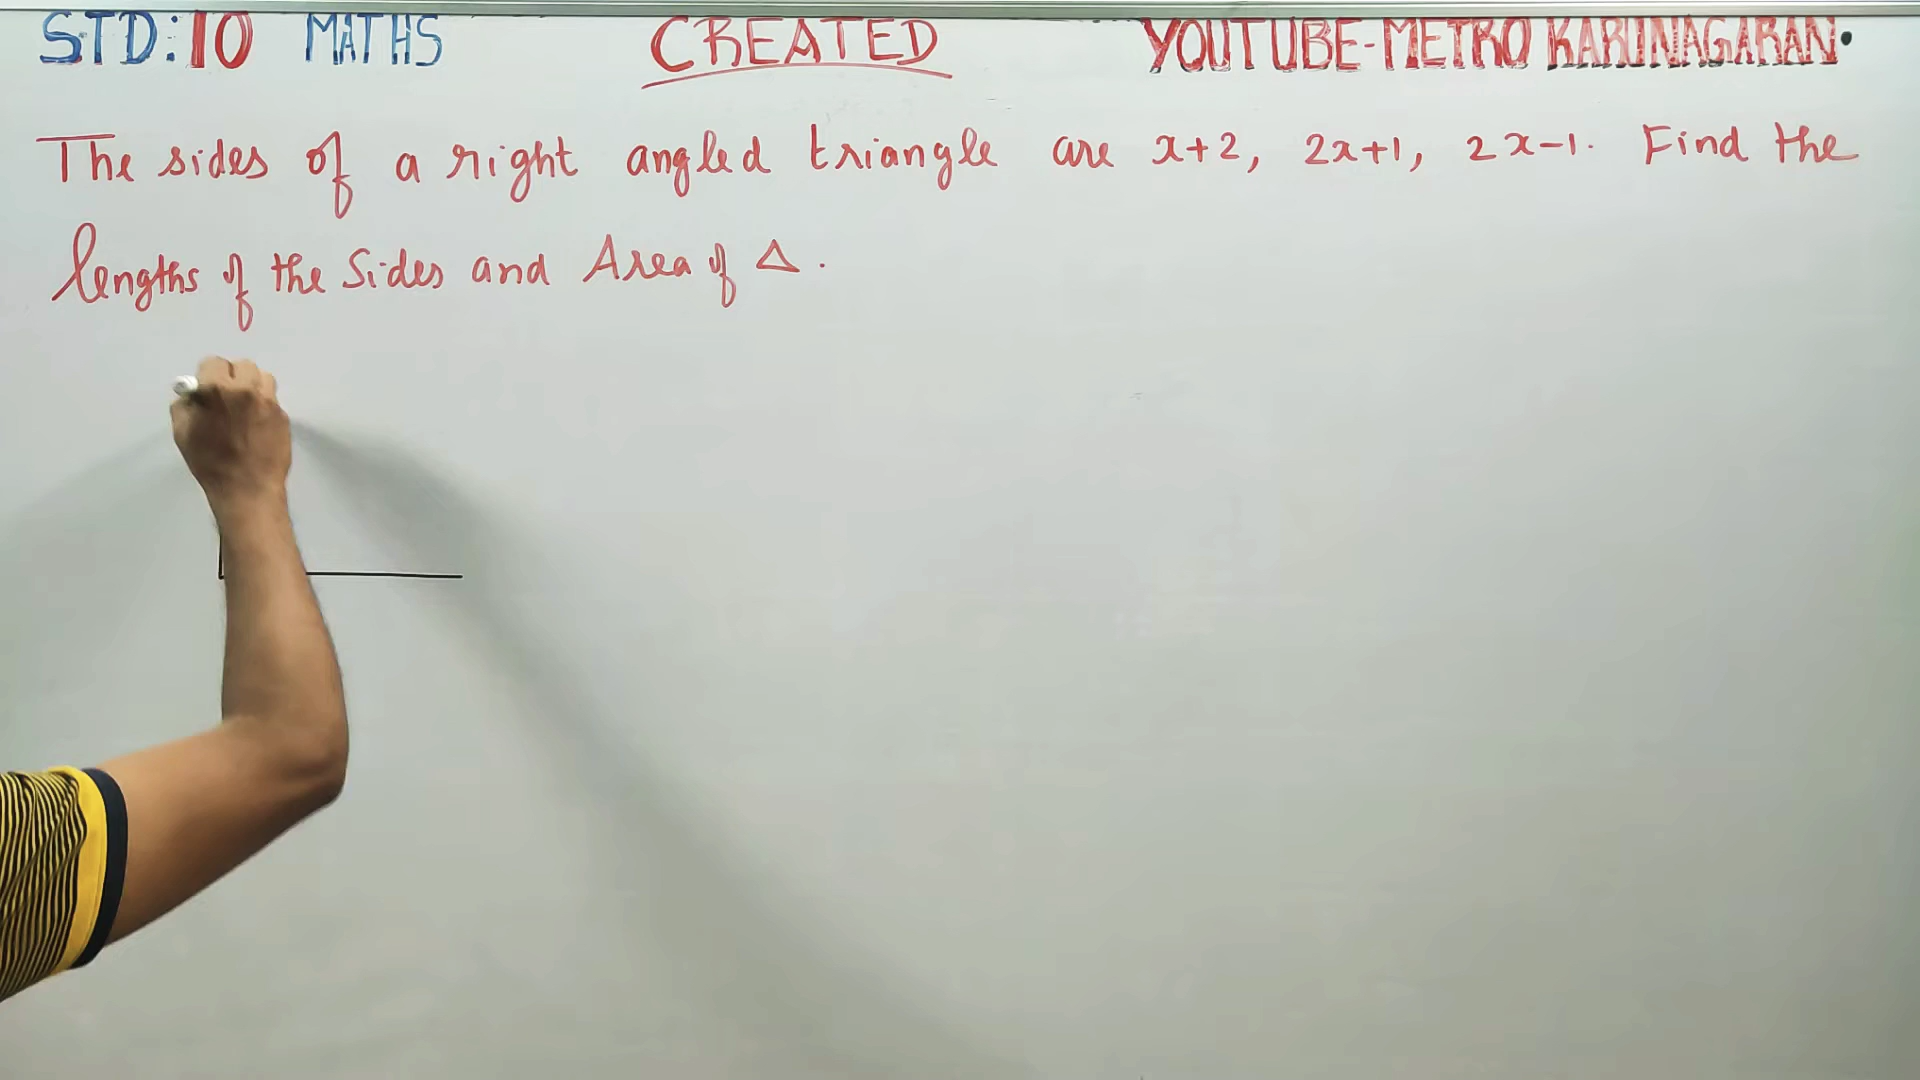 STD:10 MATHS CREATED YOUTUBE-METRO KARUNAGARAN.
The sides of a right angled triangle are x+2, 2x+1, 2x-1. Find the
lengths of the Sides and Area of Δ.